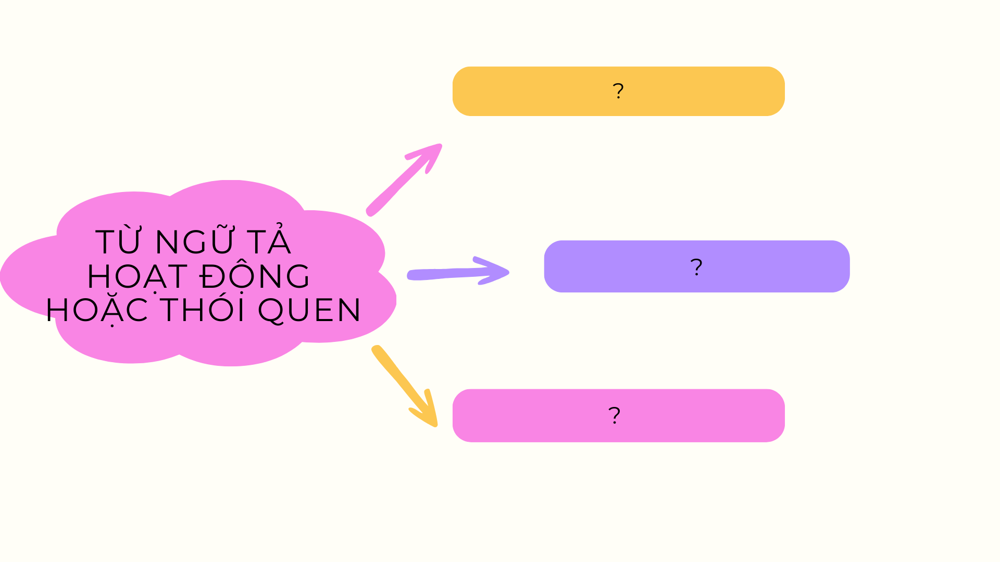 ?
TỪ NGỮ TẢ
HOẠT ĐỘNG
HOẶC THÓI QUEN
?
?